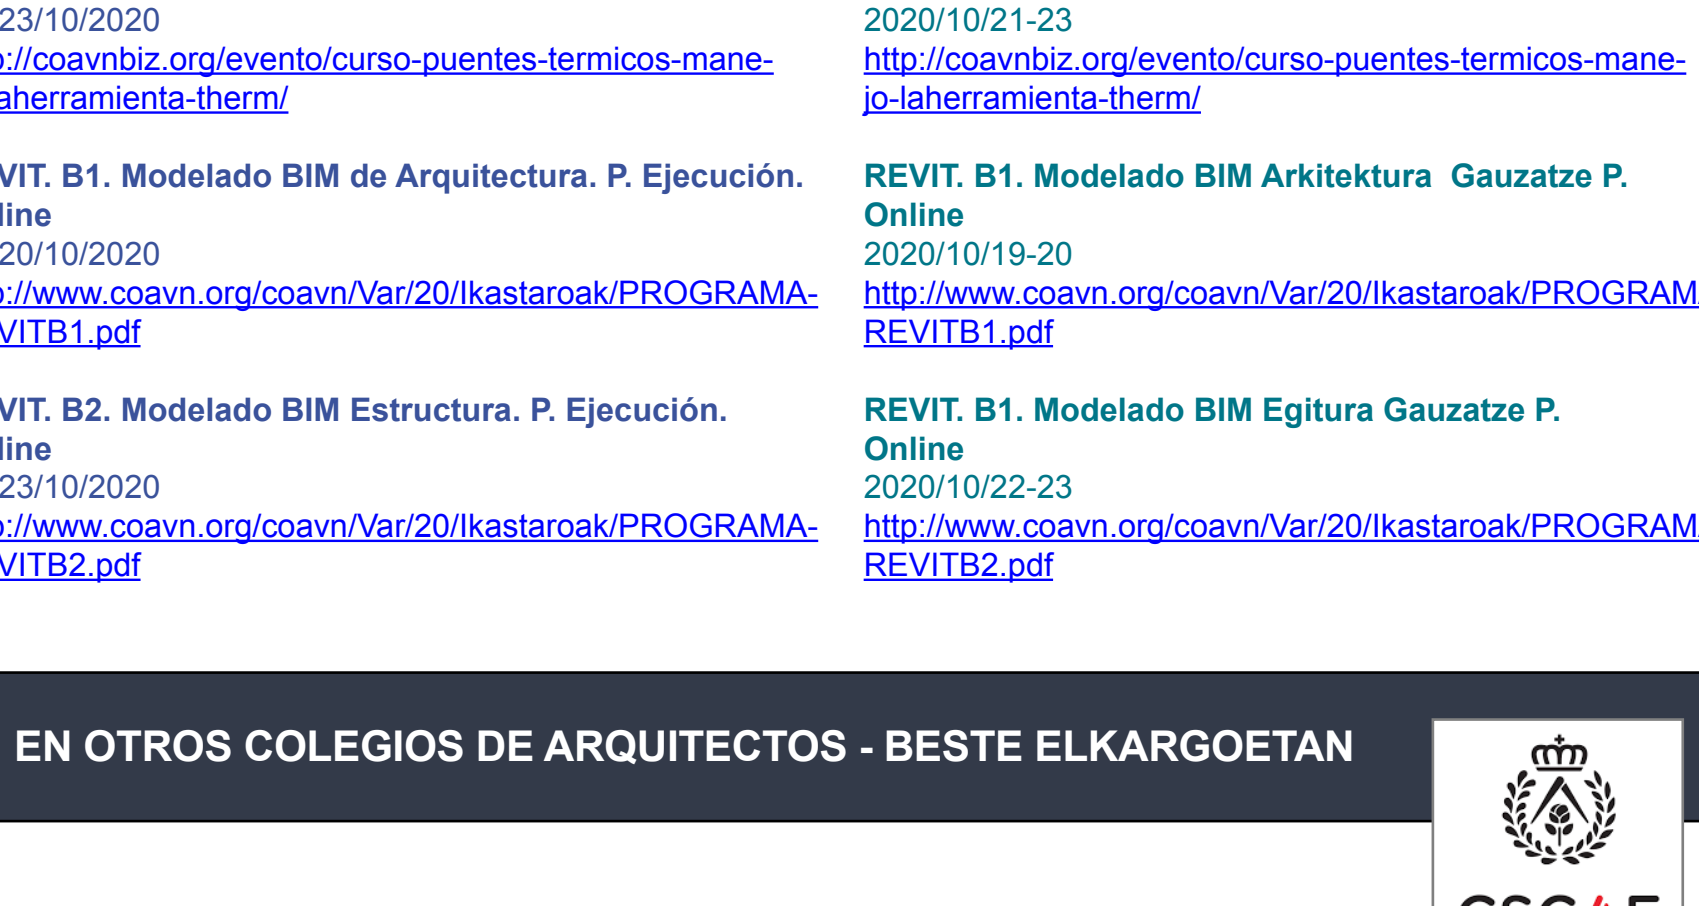 23/10/2020
p://coavnbiz.org/evento/curso-puentes-termicos-mane-
aherramienta-therm/
VIT. B1. Modelado BIM de Arquitectura. P. Ejecución.
line
20/10/2020
p://www.coavn.org/coavn/Var/20/Ikastaroak/PROGRAMA-
VITB1.pdf
VIT. B2. Modelado BIM Estructura. P. Ejecución.
line
23/10/2020
p://www.coavn.org/coavn/Var/20/Ikastaroak/PROGRAMA-
VITB2.pdf
2020/10/21-23
http://coavnbiz.org/evento/curso-puentes-termicos-mane-
jo-laherramienta-therm/
REVIT. B1. Modelado BIM Arkitektura Gauzatze P.
Online
2020/10/19-20
http://www.coavn.org/coavn/Var/20/Ikastaroak/PROGRAMA
REVITB1.pdf
REVIT. B1. Modelado BIM Egitura Gauzatze P.
Online
2020/10/22-23
http://www.coavn.org/coavn/Var/20/Ikastaroak/PROGRAMA
REVITB2.pdf
EN OTROS COLEGIOS DE ARQUITECTOS - BESTE ELKARGOETAN